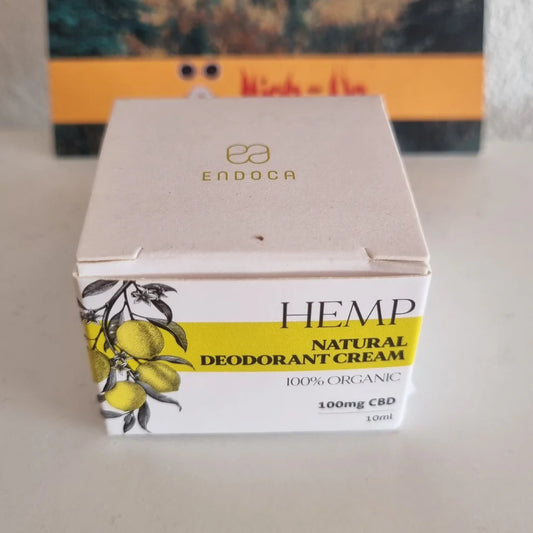 ENDOCA
HEMP
NATURAL
DEODORANT CREAM
100% ORGANIC
100mg CBD
10ml